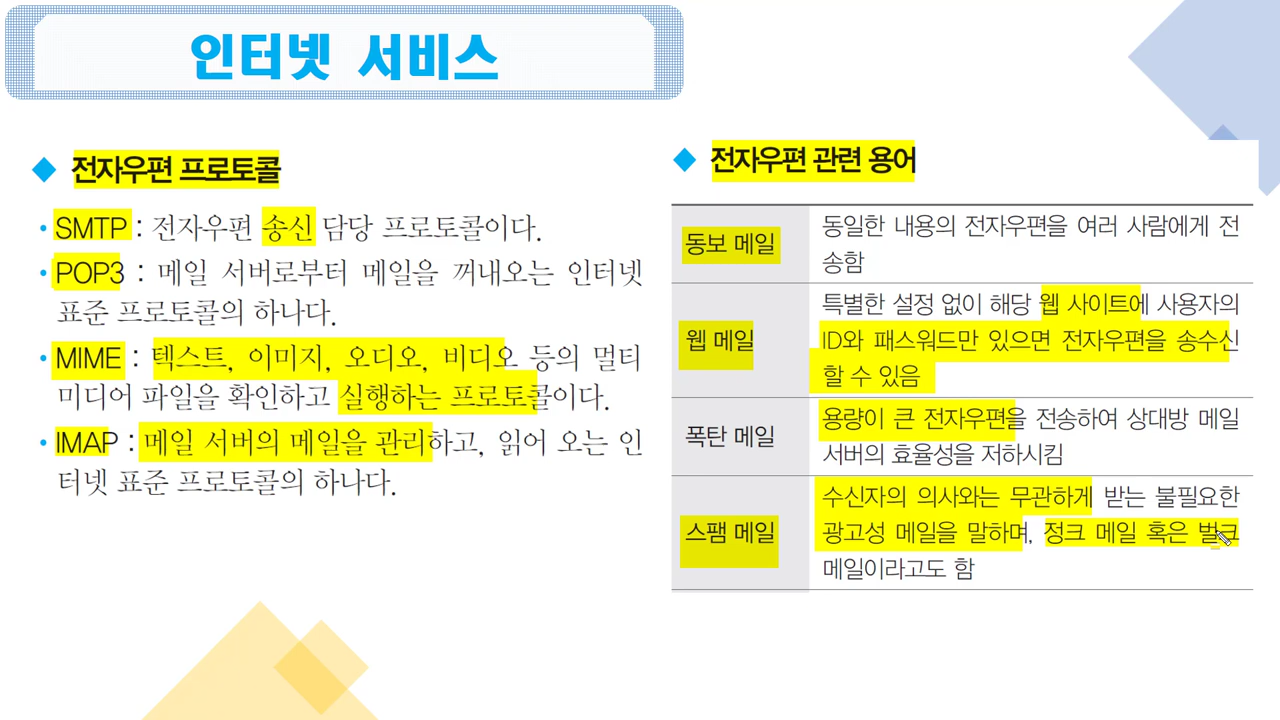 인터넷 서비스
◆ 전자우편 프로토콜
• SMTP : 전자우편 송신 담당 프로토콜이다.
• POP3 : 메일 서버로부터 메일을 꺼내오는 인터넷
표준 프로토콜의 하나다.
• MIME : 텍스트, 이미지, 오디오, 비디오 등의 멀티
미디어 파일을 확인하고 실행하는 프로토콜이다.
• IMAP : 메일 서버의 메일을 관리하고, 읽어 오는 인
터넷 표준 프로토콜의 하나다.
◆ 전자우편 관련 용어
동보 메일
동일한 내용의 전자우편을 여러 사람에게 전
송함
웹 메일
특별한 설정 없이 해당 웹 사이트에 사용자의
ID와 패스워드만 있으면 전자우편을 송수신
할 수 있음
폭탄 메일
용량이 큰 전자우편을 전송하여 상대방 메일
서버의 효율성을 저하시킴
스팸 메일
수신자의 의사와는 무관하게 받는 불필요한
광고성 메일을 말하며, 정크 메일 혹은 벌크
메일이라고도 함